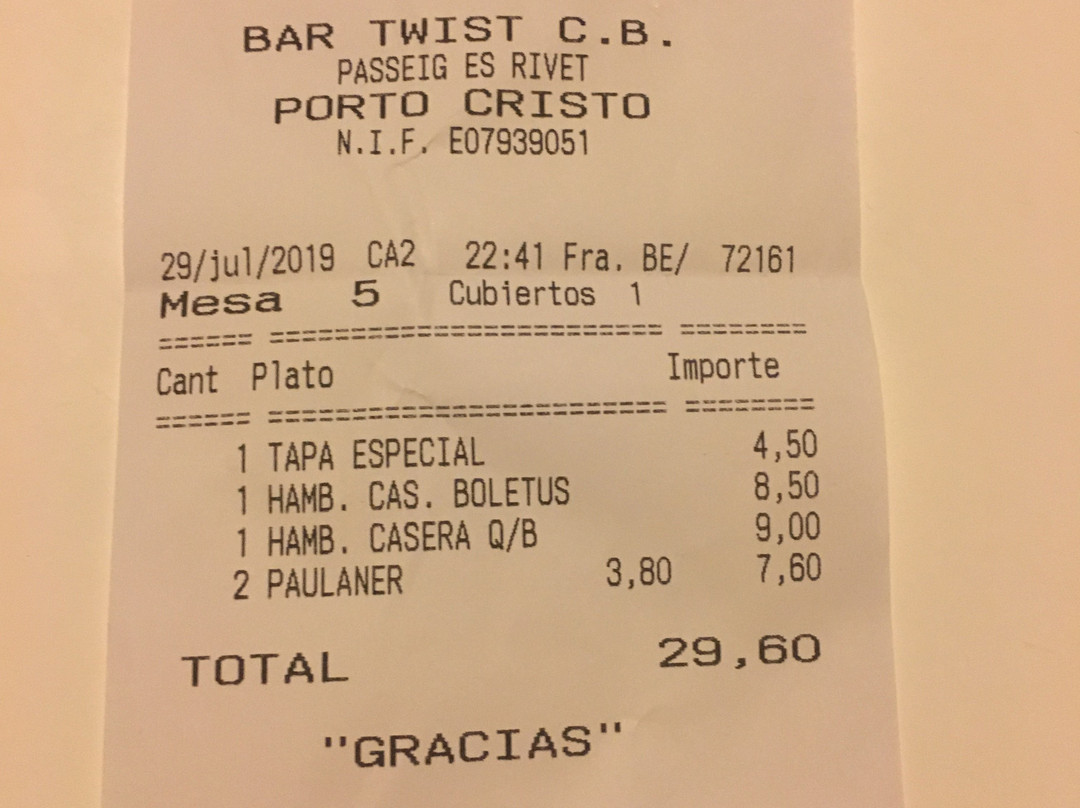 BAR TWIST C.B.
PASSEIG ES RIVET
PORTO CRISTO
N.I.F. E07939051
29/jul/2019 CA2 22:41 Fra. BE/ 72161
Mesa 5 Cubiertos 1
====== ======================== ========
Cant Plato Importe
====== ======================== ========
1 TAPA ESPECIAL 4,50
1 HAMB. CAS. BOLETUS 8,50
1 HAMB. CASERA Q/B 9,00
2 PAULANER 3,80 7,60
TOTAL 29,60
"GRACIAS"